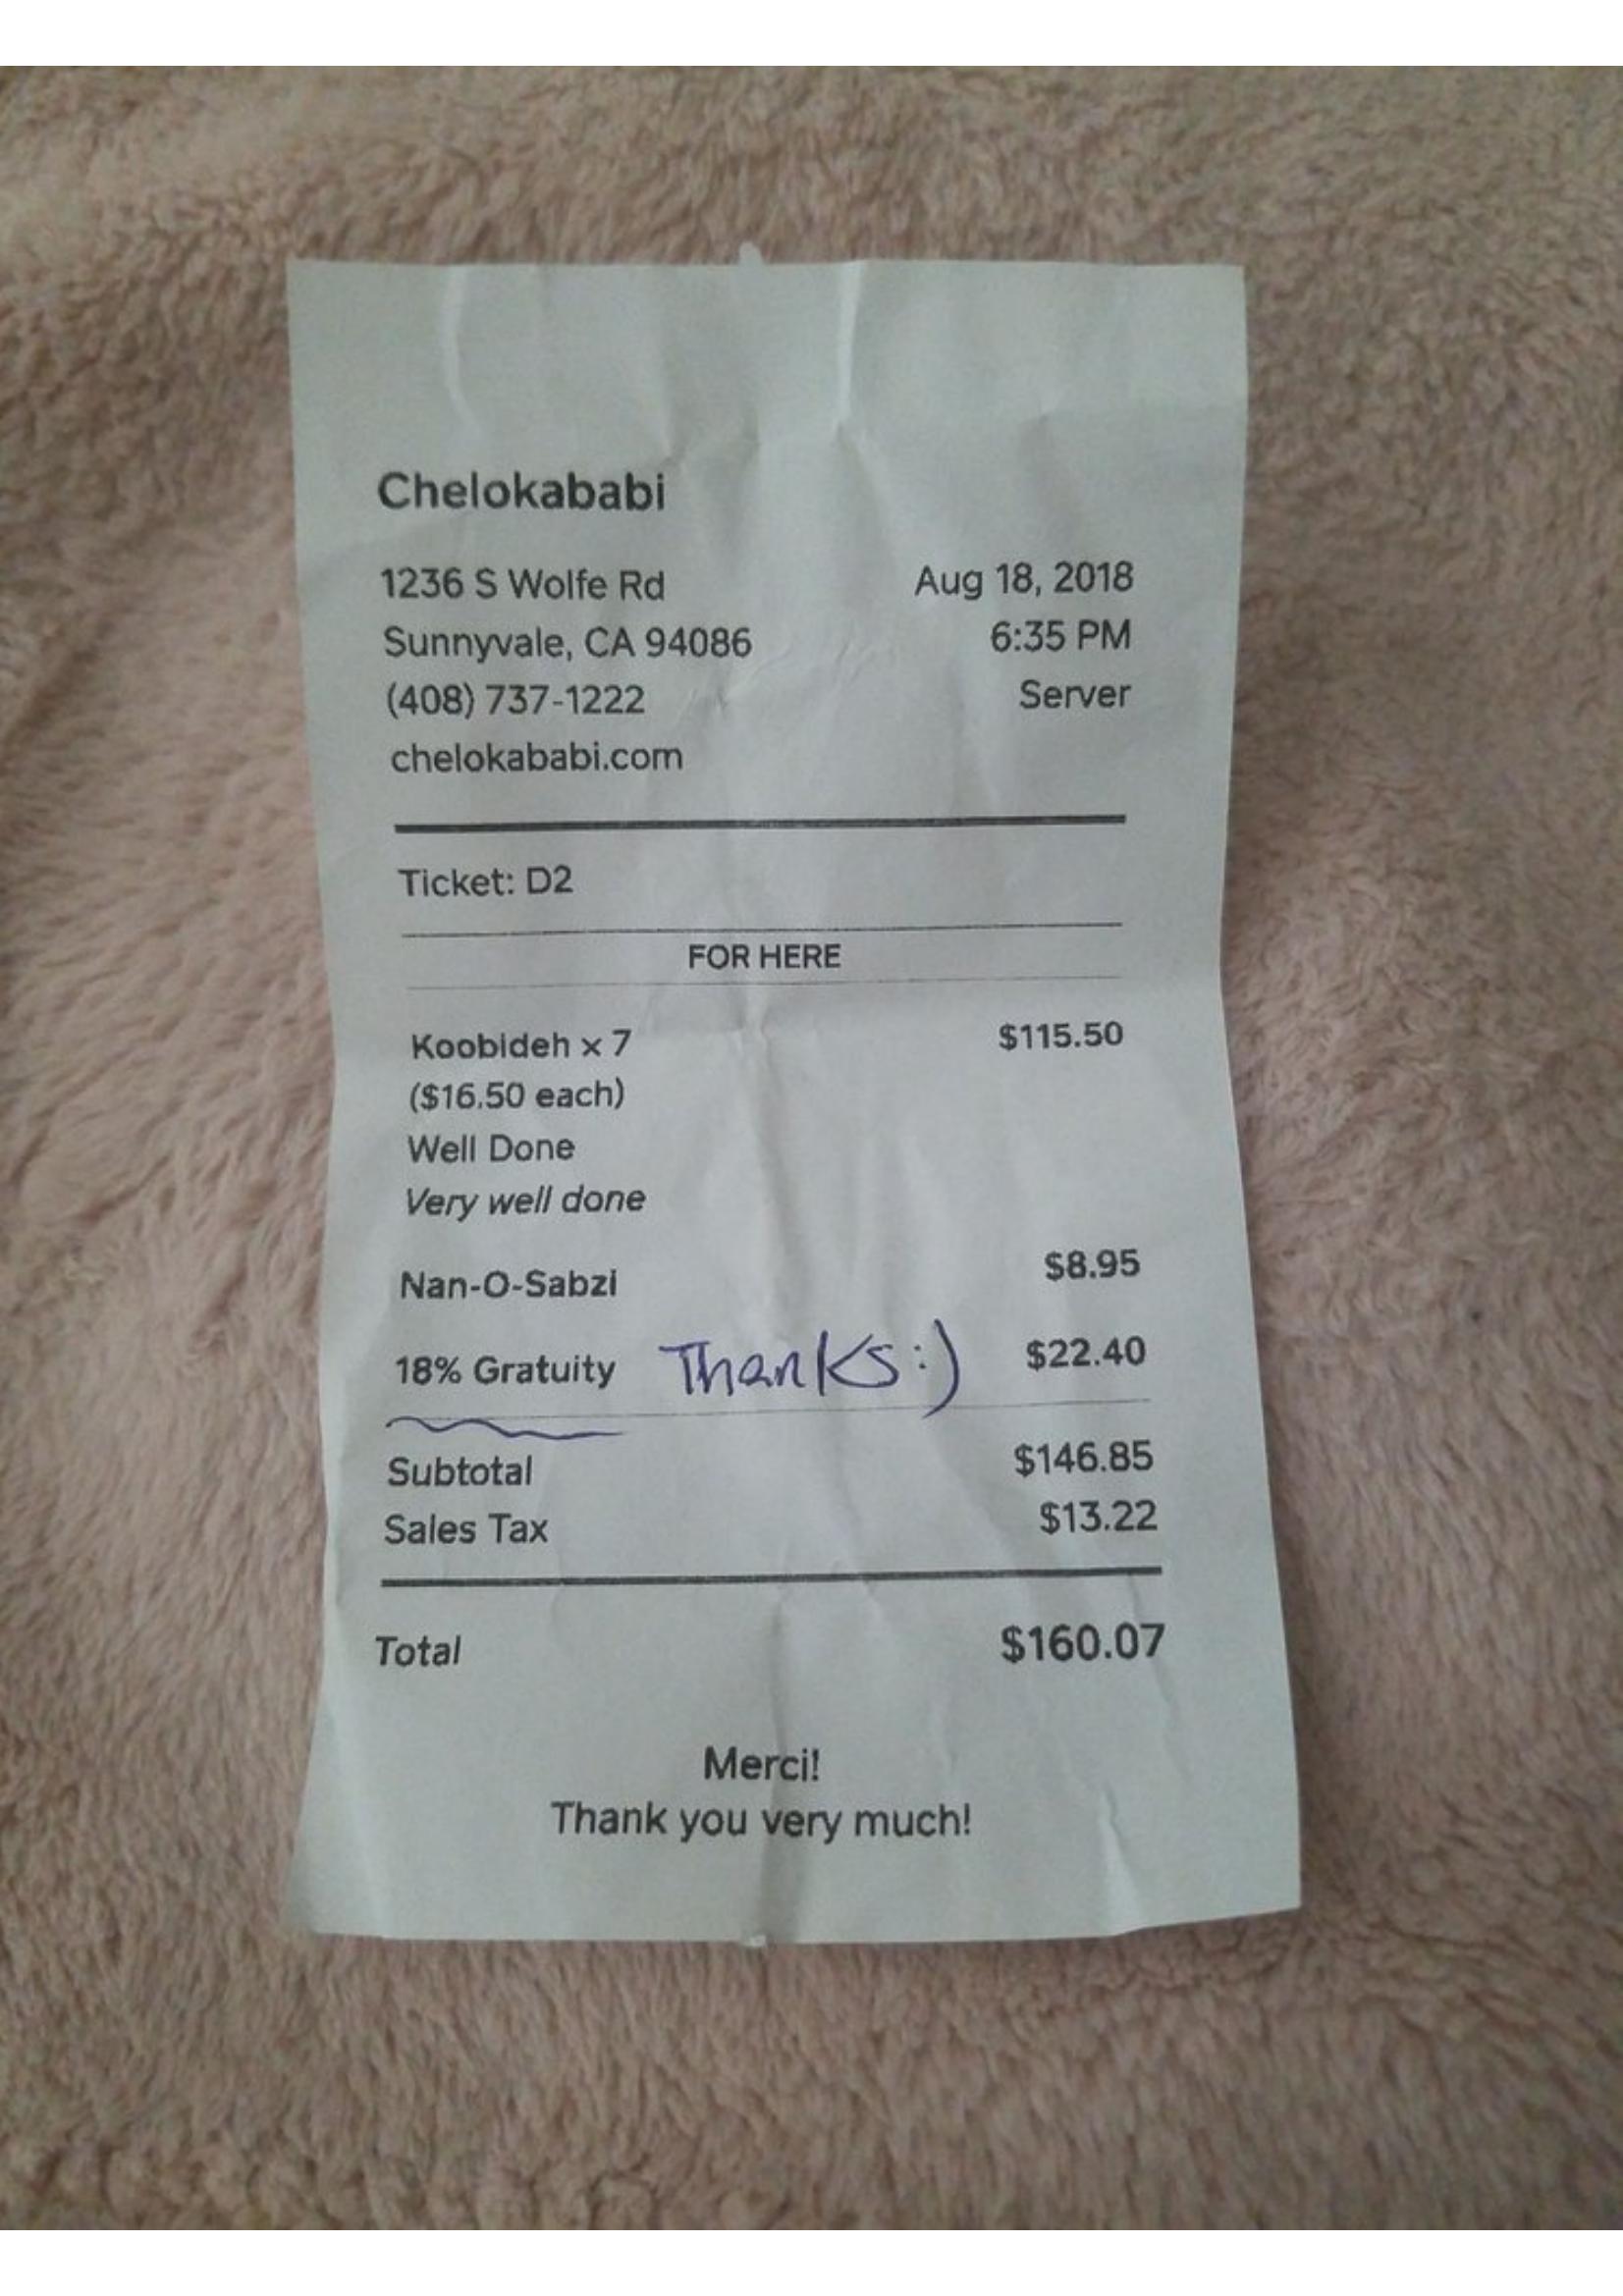 Chelokababi
1236 S Wolfe Rd Aug 18, 2018
Sunnyvale, CA 94086 6:35 PM
(408) 737-1222 Server
chelokababi.com
Ticket: D2
FOR HERE
Koobideh x 7 $115.50
($16.50 each)
Well Done
Very well done
Nan-O-Sabzi $8.95
18% Gratuity Thanks:) $22.40
Subtotal $146.85
Sales Tax $13.22
Total $160.07
Merci!
Thank you very much!